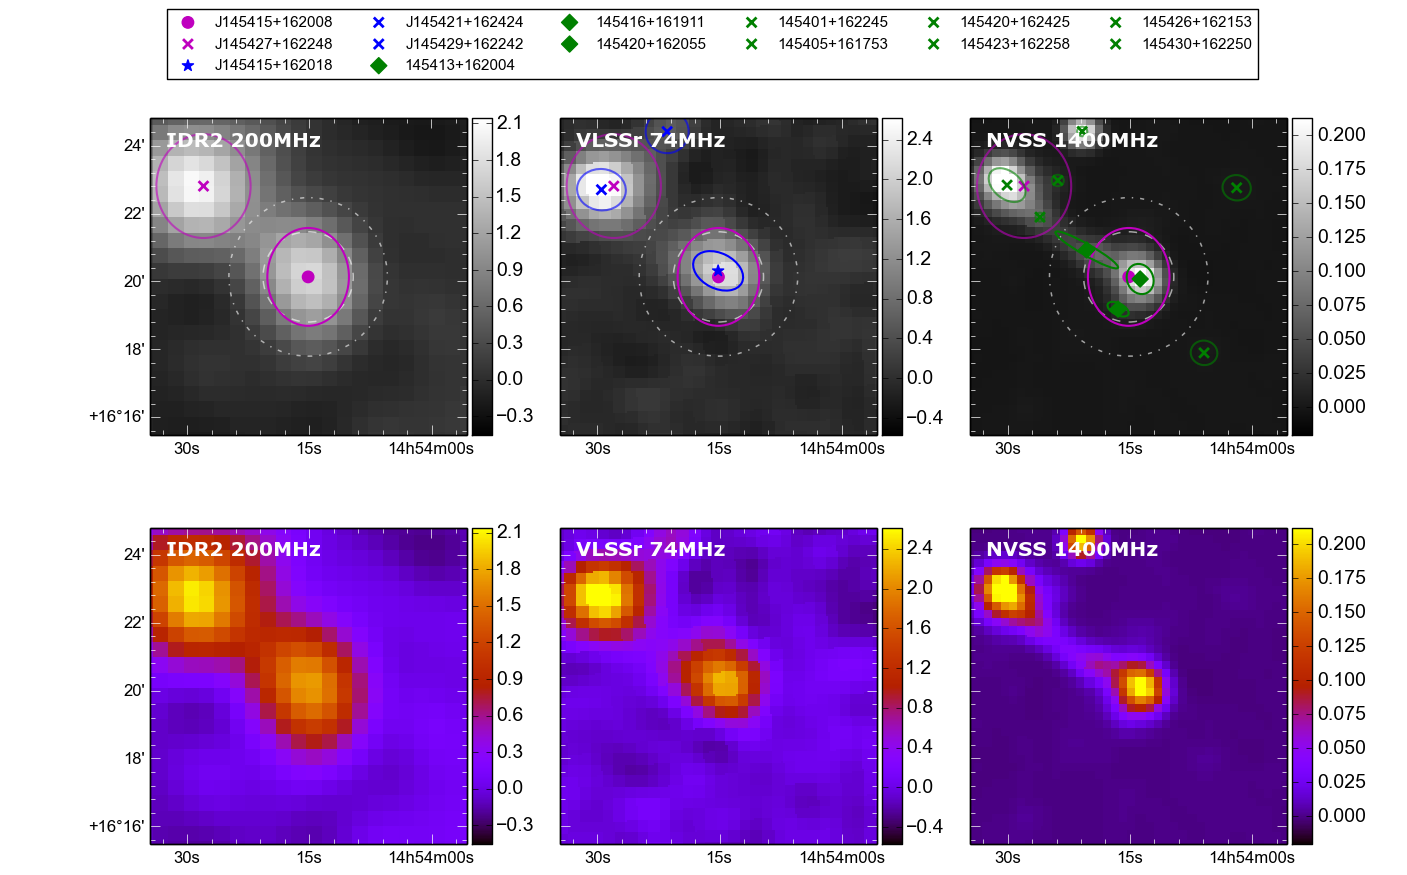 J145415+162008 J145421+162424 145416+161911 145401+162245 145420+162425 145426+162153
J145427+162248 J145429+162242 145420+162055 145405+161753 145423+162258 145430+162250
J145415+162018 145413+162004
IDR2 200MHz VLSSr 74MHz NVSS 1400MHz
24' 22' 20' 18' +16°16'
30s 15s 14h54m00s
2.1 1.8 1.5 1.2 0.9 0.6 0.3 0.0 −0.3
30s 15s 14h54m00s
2.4 2.0 1.6 1.2 0.8 0.4 0.0 −0.4
30s 15s 14h54m00s
0.200 0.175 0.150 0.125 0.100 0.075 0.050 0.025 0.000
IDR2 200MHz VLSSr 74MHz NVSS 1400MHz
24' 22' 20' 18' +16°16'
30s 15s 14h54m00s
2.1 1.8 1.5 1.2 0.9 0.6 0.3 0.0 −0.3
30s 15s 14h54m00s
2.4 2.0 1.6 1.2 0.8 0.4 0.0 −0.4
30s 15s 14h54m00s
0.200 0.175 0.150 0.125 0.100 0.075 0.050 0.025 0.000